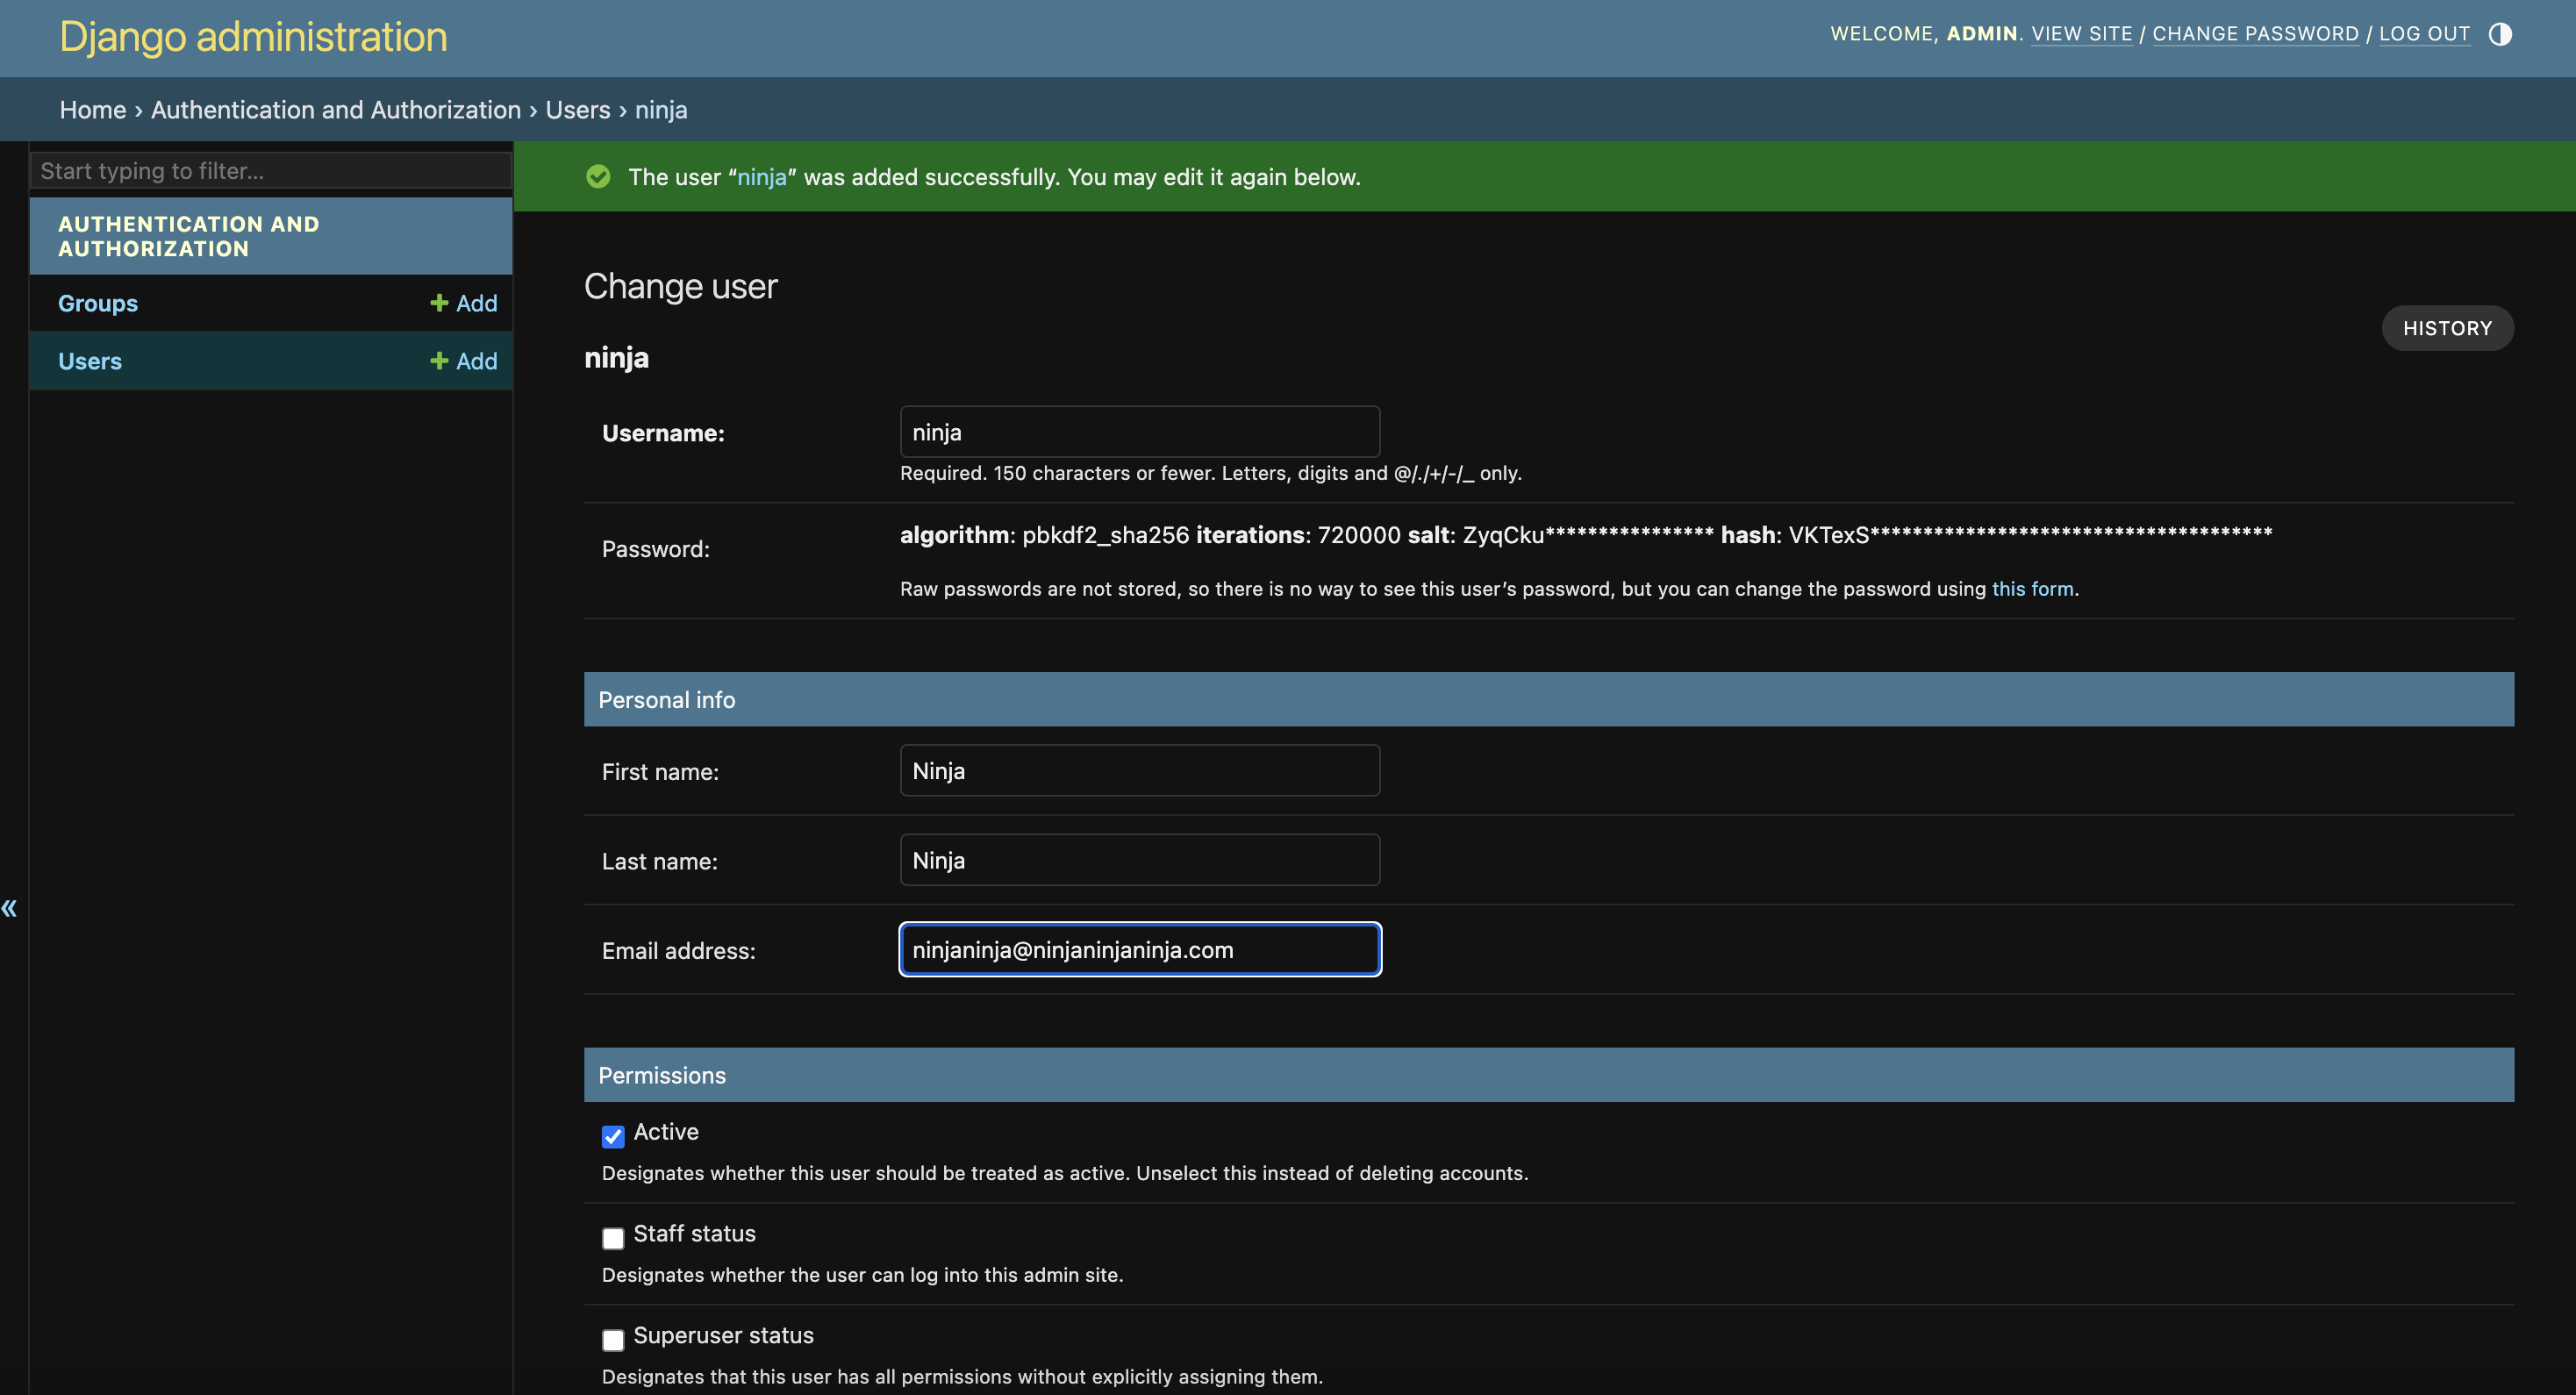 Django administration
WELCOME, ADMIN. VIEW SITE / CHANGE PASSWORD / LOG OUT
Home › Authentication and Authorization › Users › ninja
Start typing to filter...
AUTHENTICATION AND
AUTHORIZATION
Groups + Add
Users + Add
«
The user “ninja” was added successfully. You may edit it again below.
Change user
HISTORY
ninja
Username: ninja
Required. 150 characters or fewer. Letters, digits and @/./+/-/_ only.
Password: algorithm: pbkdf2_sha256 iterations: 720000 salt: ZyqCku**************** hash: VKTexS**************************************
Raw passwords are not stored, so there is no way to see this user’s password, but you can change the password using this form.
Personal info
First name: Ninja
Last name: Ninja
Email address: ninjaninja@ninjaninjaninja.com
Permissions
Active
Designates whether this user should be treated as active. Unselect this instead of deleting accounts.
Staff status
Designates whether the user can log into this admin site.
Superuser status
Designates that this user has all permissions without explicitly assigning them.